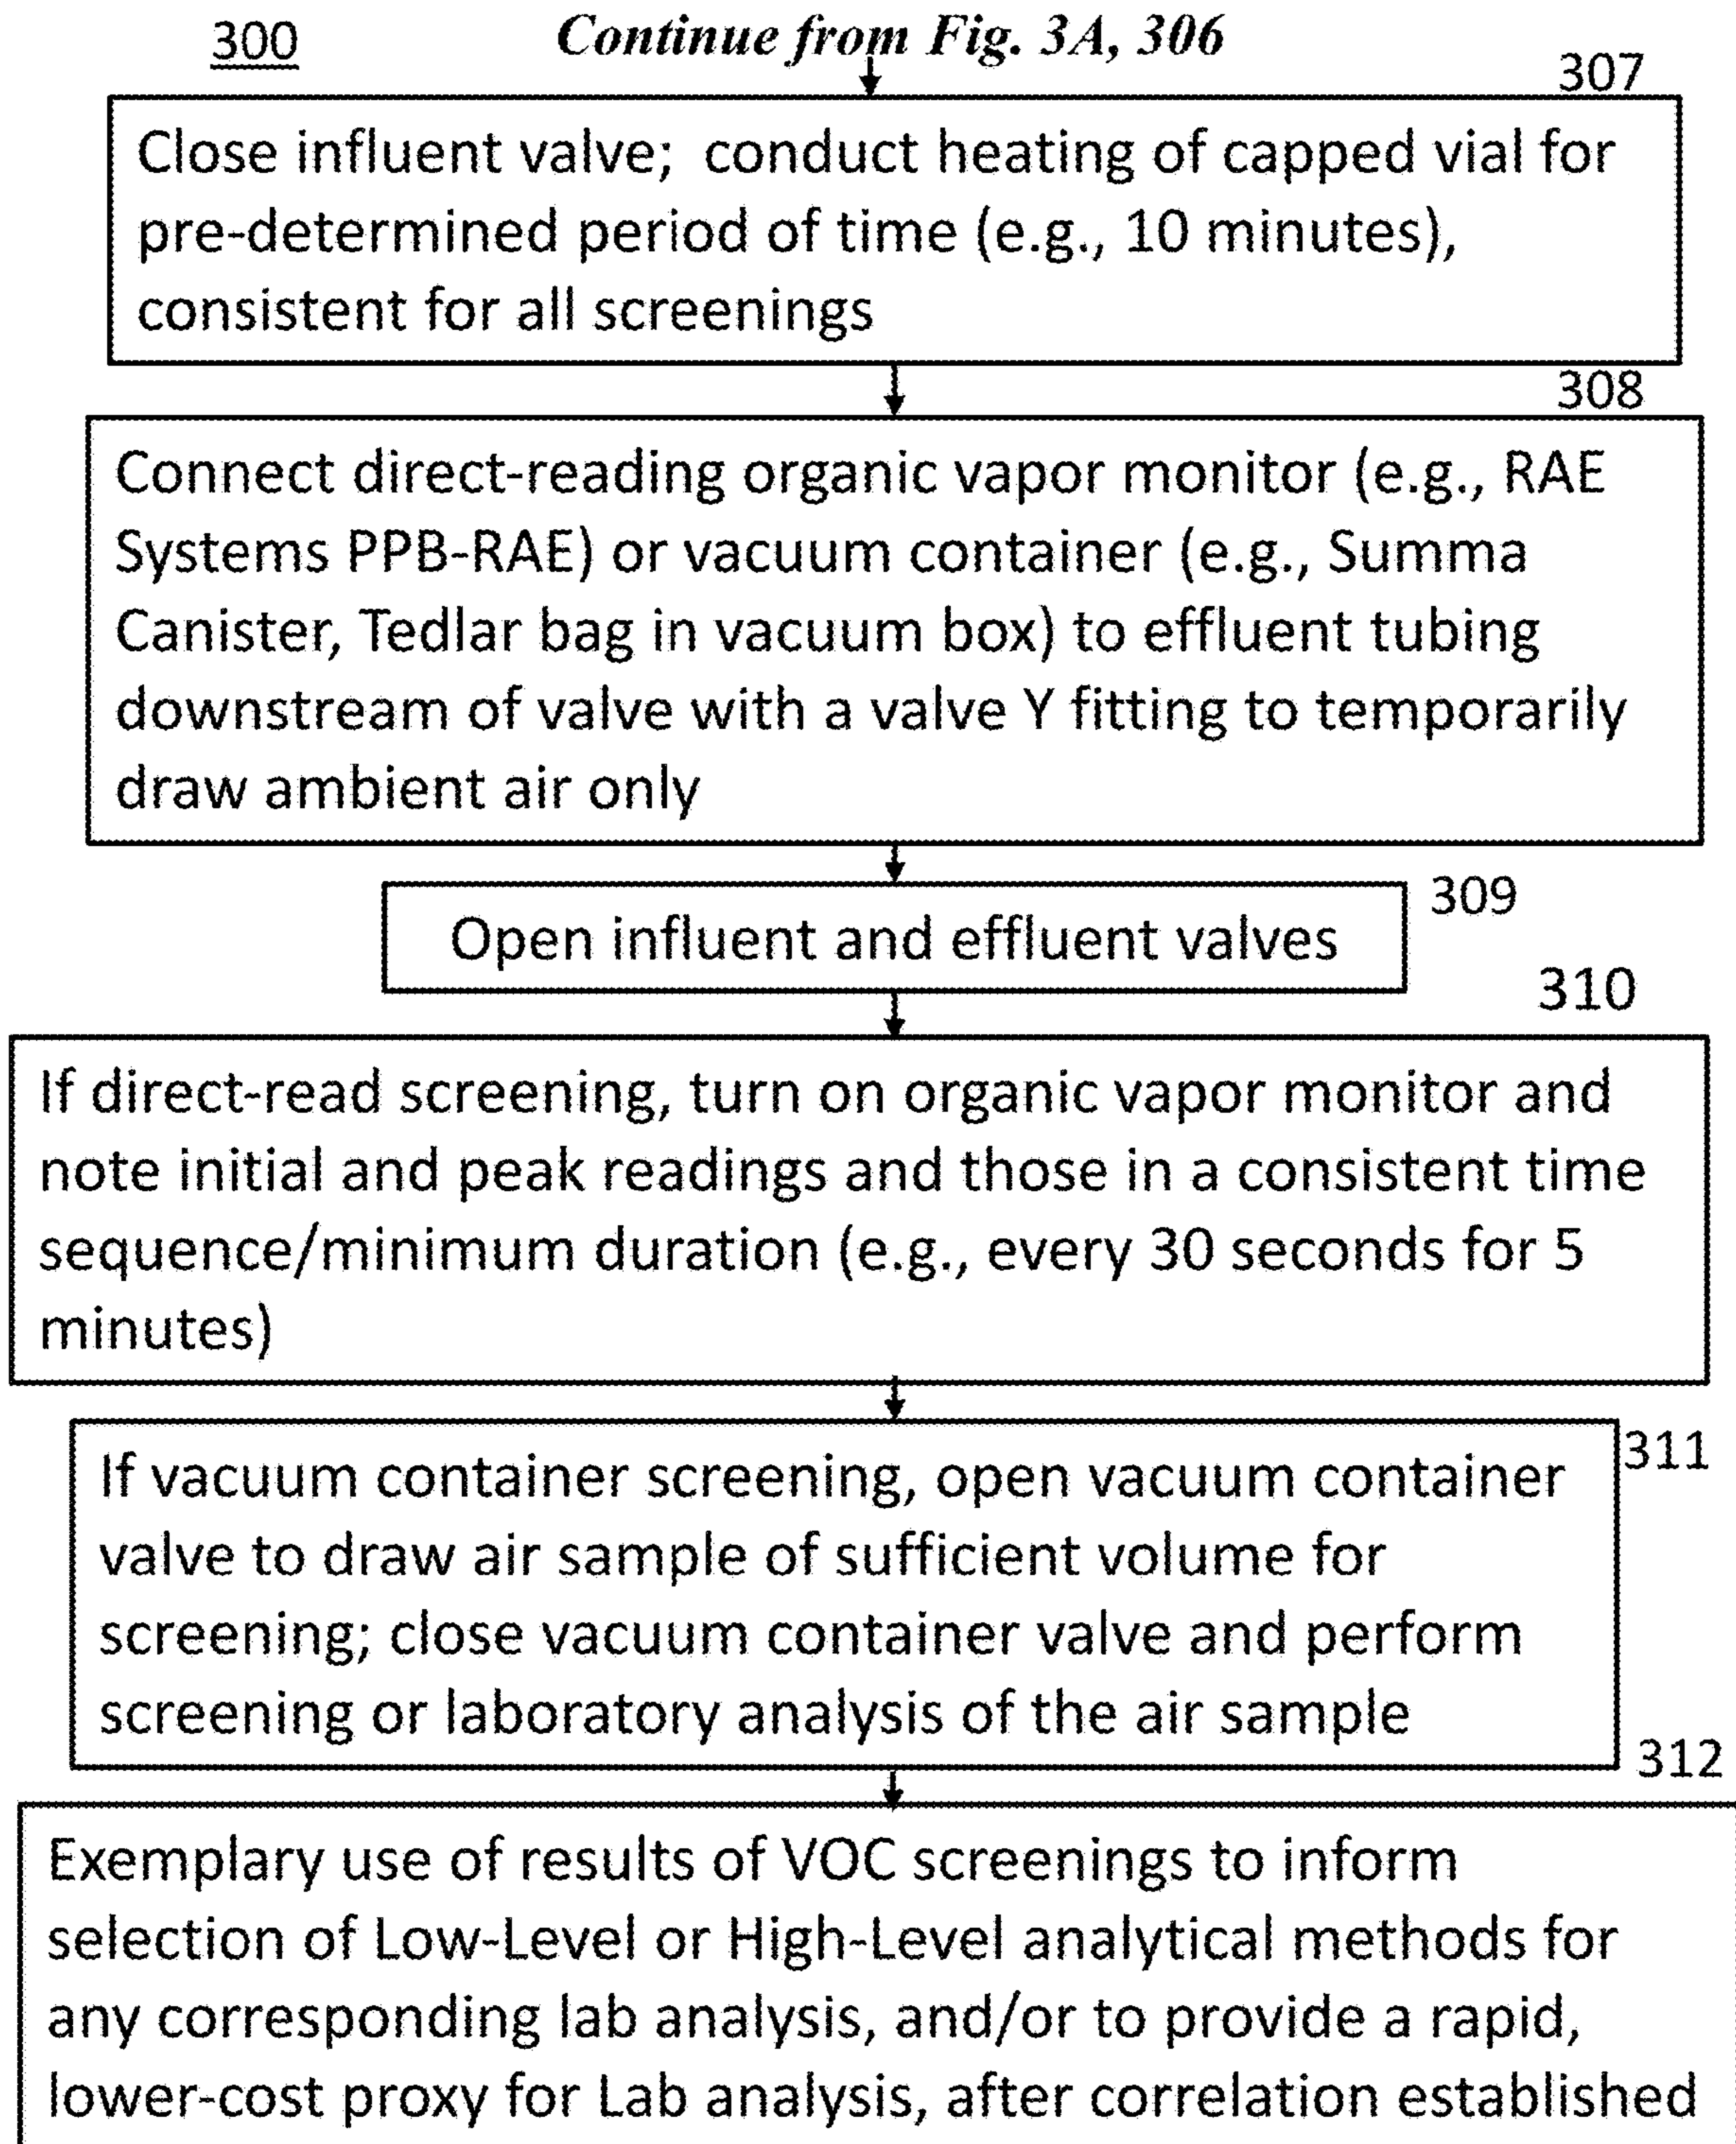 300
Continue from Fig. 3A, 306
307
Close influent valve;  conduct heating of capped vial for
pre-determined period of time (e.g., 10 minutes),
consistent for all screenings
308
Connect direct-reading organic vapor monitor (e.g., RAE
Systems PPB-RAE) or vacuum container (e.g., Summa
Canister, Tedlar bag in vacuum box) to effluent tubing
downstream of valve with a valve Y fitting to temporarily
draw ambient air only
309
Open influent and effluent valves
310
If direct-read screening, turn on organic vapor monitor and
note initial and peak readings and those in a consistent time
sequence/minimum duration (e.g., every 30 seconds for 5
minutes)
311
If vacuum container screening, open vacuum container
valve to draw air sample of sufficient volume for
screening; close vacuum container valve and perform
screening or laboratory analysis of the air sample
312
Exemplary use of results of VOC screenings to inform
selection of Low-Level or High-Level analytical methods for
any corresponding lab analysis, and/or to provide a rapid,
lower-cost proxy for Lab analysis, after correlation established